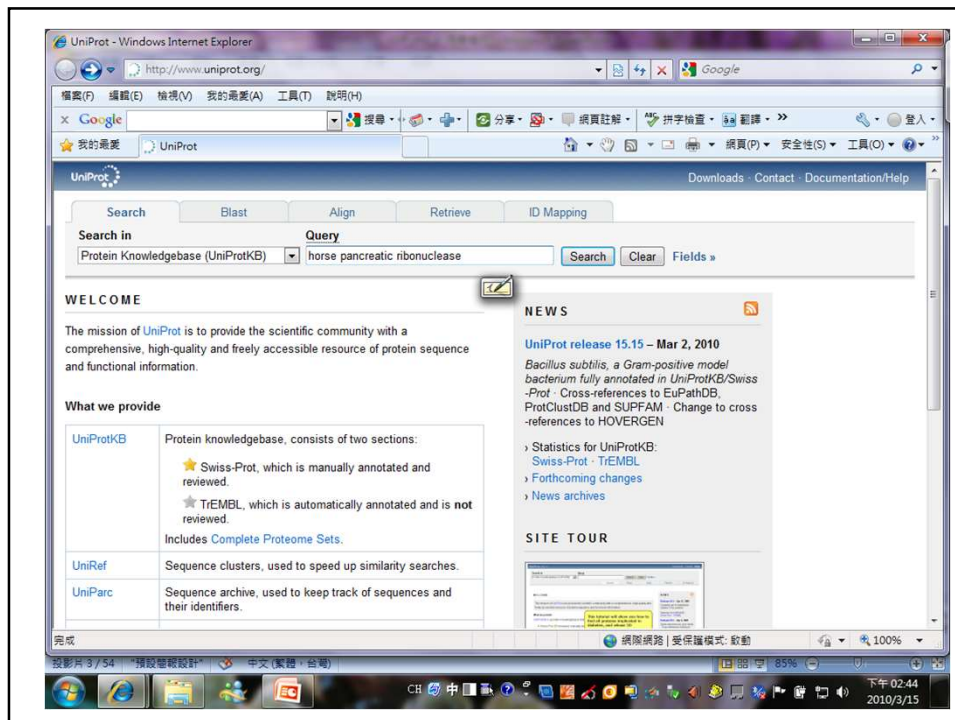 UniProt - Windows Internet Explorer
http://www.uniprot.org/
Google
檔案(F) 編輯(E) 檢視(V) 我的最愛(A) 工具(T) 說明(H)
x Google 搜尋 分享 網頁註解 拼字檢查 翻譯 » 登入
我的最愛 UniProt 網頁(P) 安全性(S) 工具(O) »
UniProt Downloads · Contact · Documentation/Help
Search Blast Align Retrieve ID Mapping
Search in Query
Protein Knowledgebase (UniProtKB) horse pancreatic ribonuclease Search Clear Fields »
WELCOME
The mission of UniProt is to provide the scientific community with a
comprehensive, high-quality and freely accessible resource of protein sequence
and functional information.
What we provide
UniProtKB Protein knowledgebase, consists of two sections:
Swiss-Prot, which is manually annotated and
reviewed.
TrEMBL, which is automatically annotated and is not
reviewed.
Includes Complete Proteome Sets.
UniRef Sequence clusters, used to speed up similarity searches.
UniParc Sequence archive, used to keep track of sequences and
their identifiers.
NEWS
UniProt release 15.15 – Mar 2, 2010
Bacillus subtilis, a Gram-positive model
bacterium fully annotated in UniProtKB/Swiss
-Prot · Cross-references to EuPathDB,
ProtClustDB and SUPFAM · Change to cross
-references to HOVERGEN
› Statistics for UniProtKB:
Swiss-Prot · TrEMBL
› Forthcoming changes
› News archives
SITE TOUR
完成 網際網路 | 受保護模式: 啟動 100%
投影片 3 / 54 "預設簡報設計" 中文 (繁體，台灣) 85%
CH 中 下午 02:44
2010/3/15